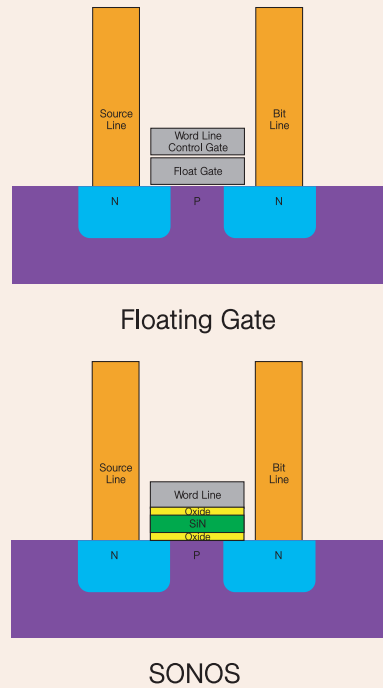 Source
Line
Word Line
Control Gate
Float Gate
Bit
Line
N
P
N
Floating Gate
Source
Line
Word Line
Oxide
SiN
Oxide
Bit
Line
N
P
N
SONOS